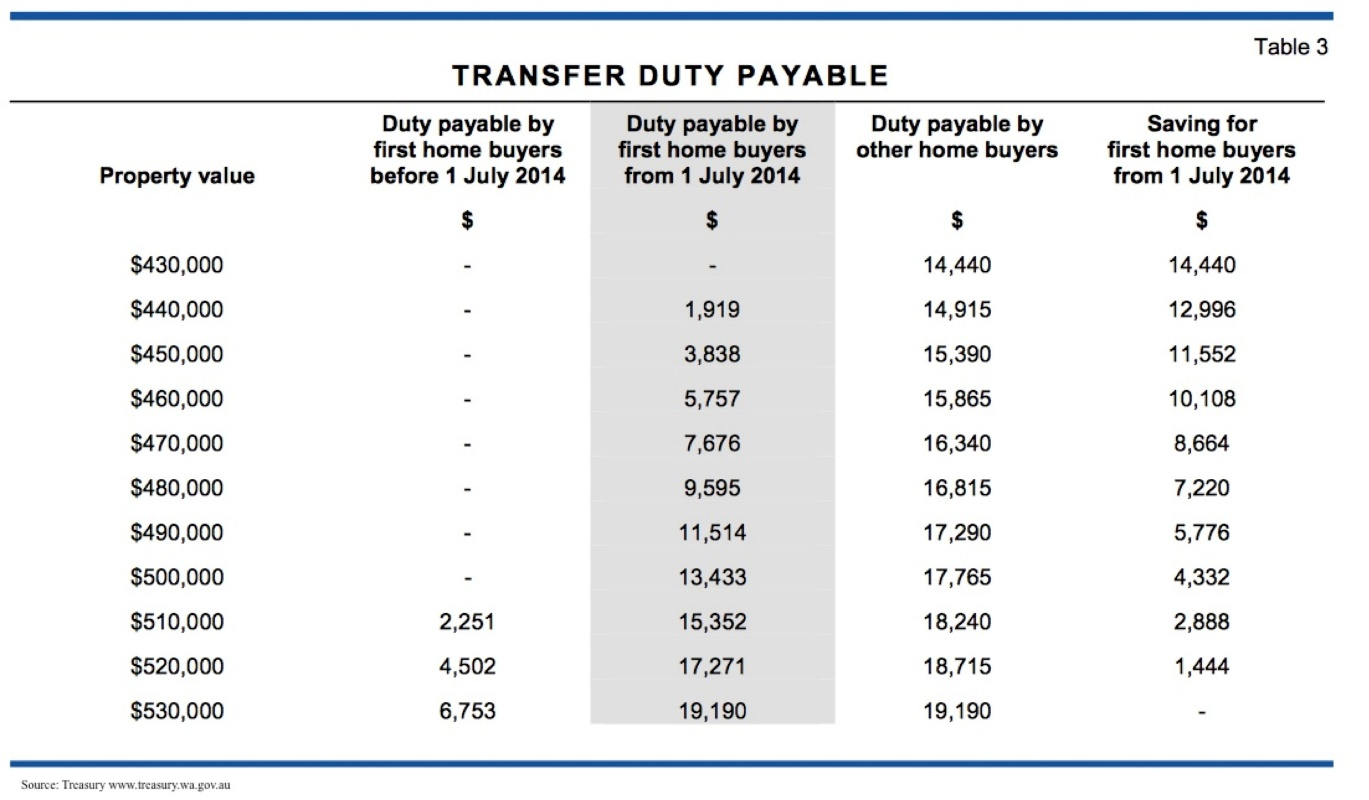 Table 3
TRANSFER DUTY PAYABLE
Property value Duty payable by first home buyers before 1 July 2014 Duty payable by first home buyers from 1 July 2014 Duty payable by other home buyers Saving for first home buyers from 1 July 2014
$ $ $ $
$430,000 - - 14,440 14,440
$440,000 - 1,919 14,915 12,996
$450,000 - 3,838 15,390 11,552
$460,000 - 5,757 15,865 10,108
$470,000 - 7,676 16,340 8,664
$480,000 - 9,595 16,815 7,220
$490,000 - 11,514 17,290 5,776
$500,000 - 13,433 17,765 4,332
$510,000 2,251 15,352 18,240 2,888
$520,000 4,502 17,271 18,715 1,444
$530,000 6,753 19,190 19,190 -
Source: Treasury www.treasury.wa.gov.au